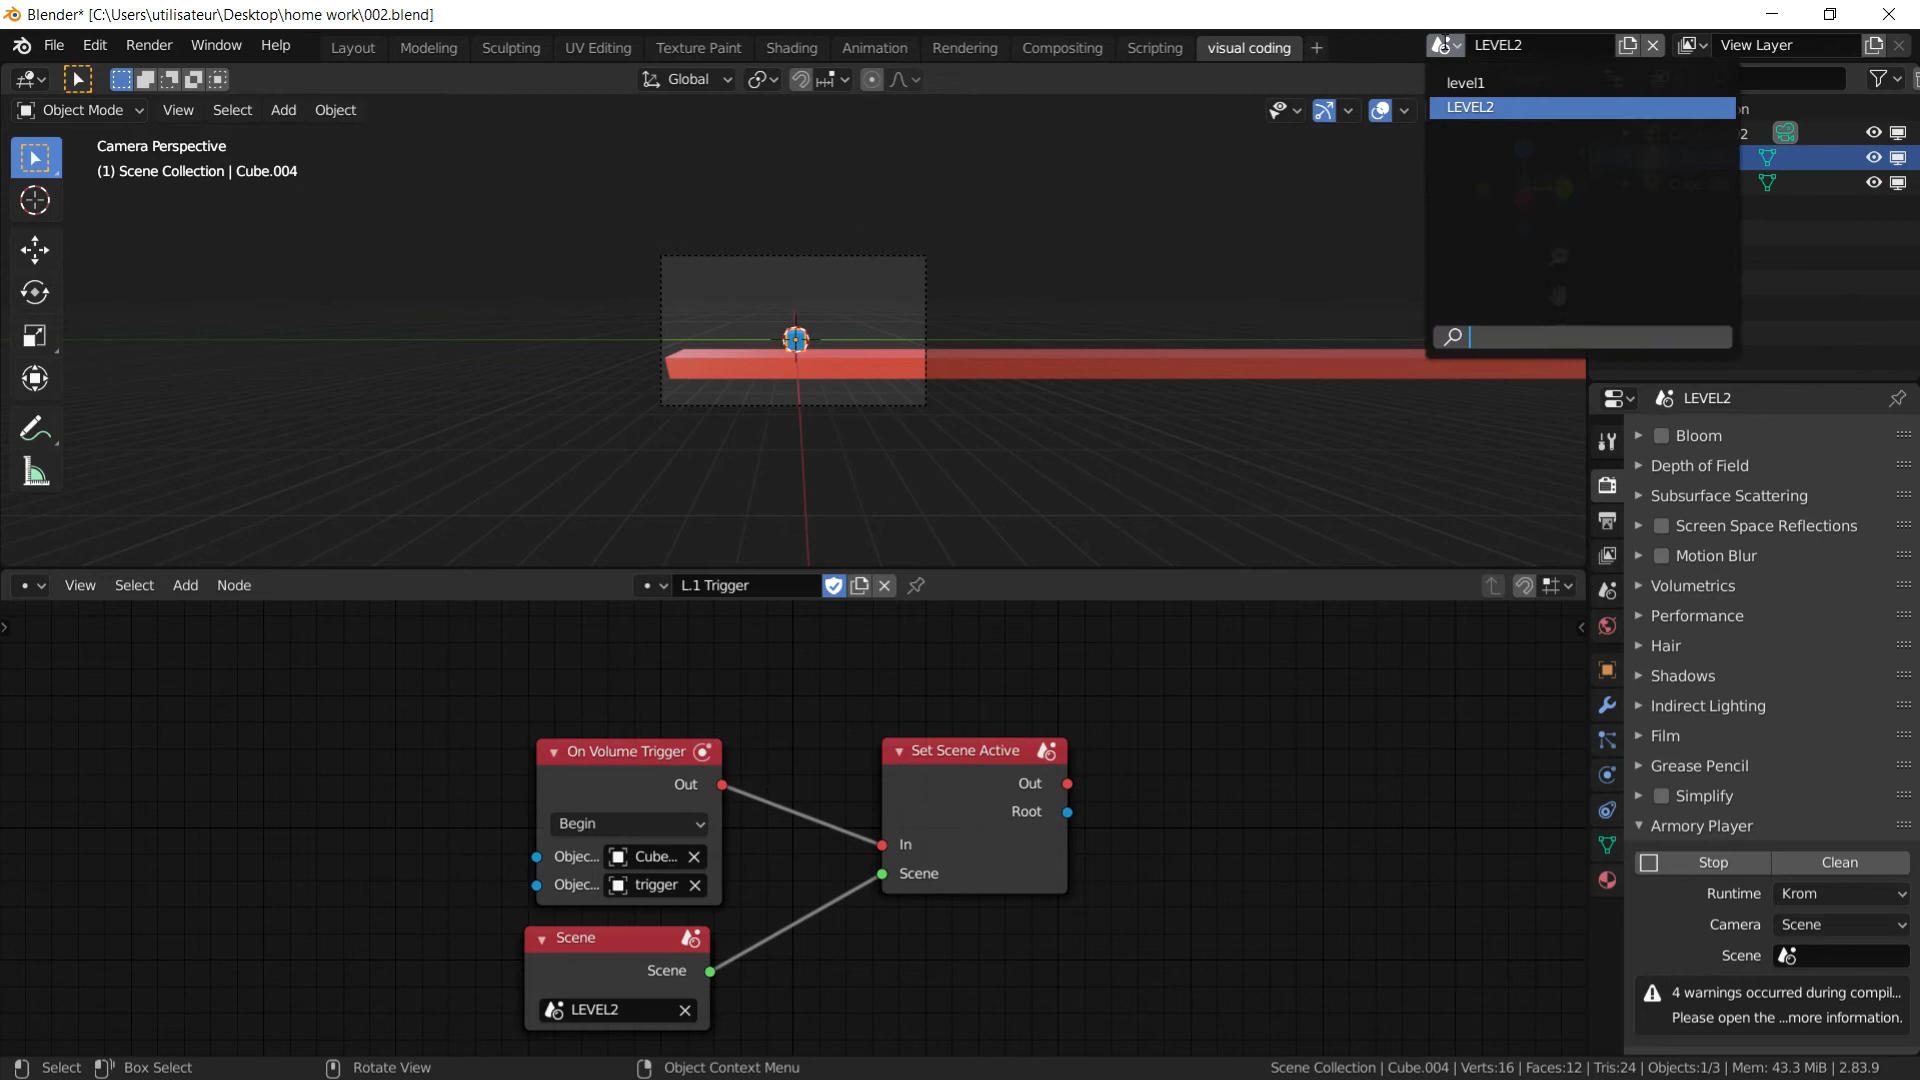 Blender* [C:\Users\utilisateur\Desktop\home work\002.blend]
File Edit Render Window Help Layout Modeling Sculpting UV Editing Texture Paint Shading Animation Rendering Compositing Scripting visual coding LEVEL2 View Layer
Global
level1
LEVEL2
Object Mode View Select Add Object
Camera Perspective
(1) Scene Collection | Cube.004
LEVEL2
Bloom
Depth of Field
Subsurface Scattering
Screen Space Reflections
Motion Blur
Volumetrics
Performance
Hair
Shadows
Indirect Lighting
Film
Grease Pencil
Simplify
Armory Player
Stop Clean
Runtime Krom
Camera Scene
Scene
4 warnings occurred during compil...
Please open the ...more information.
View Select Add Node L.1 Trigger
On Volume Trigger
Out
Begin
Objec... Cube...
Objec... trigger
Scene
Scene
LEVEL2
Set Scene Active
Out
Root
In
Scene
Select Box Select Rotate View Object Context Menu Scene Collection | Cube.004 | Verts:16 | Faces:12 | Tris:24 | Objects:1/3 | Mem: 43.3 MiB | 2.83.9